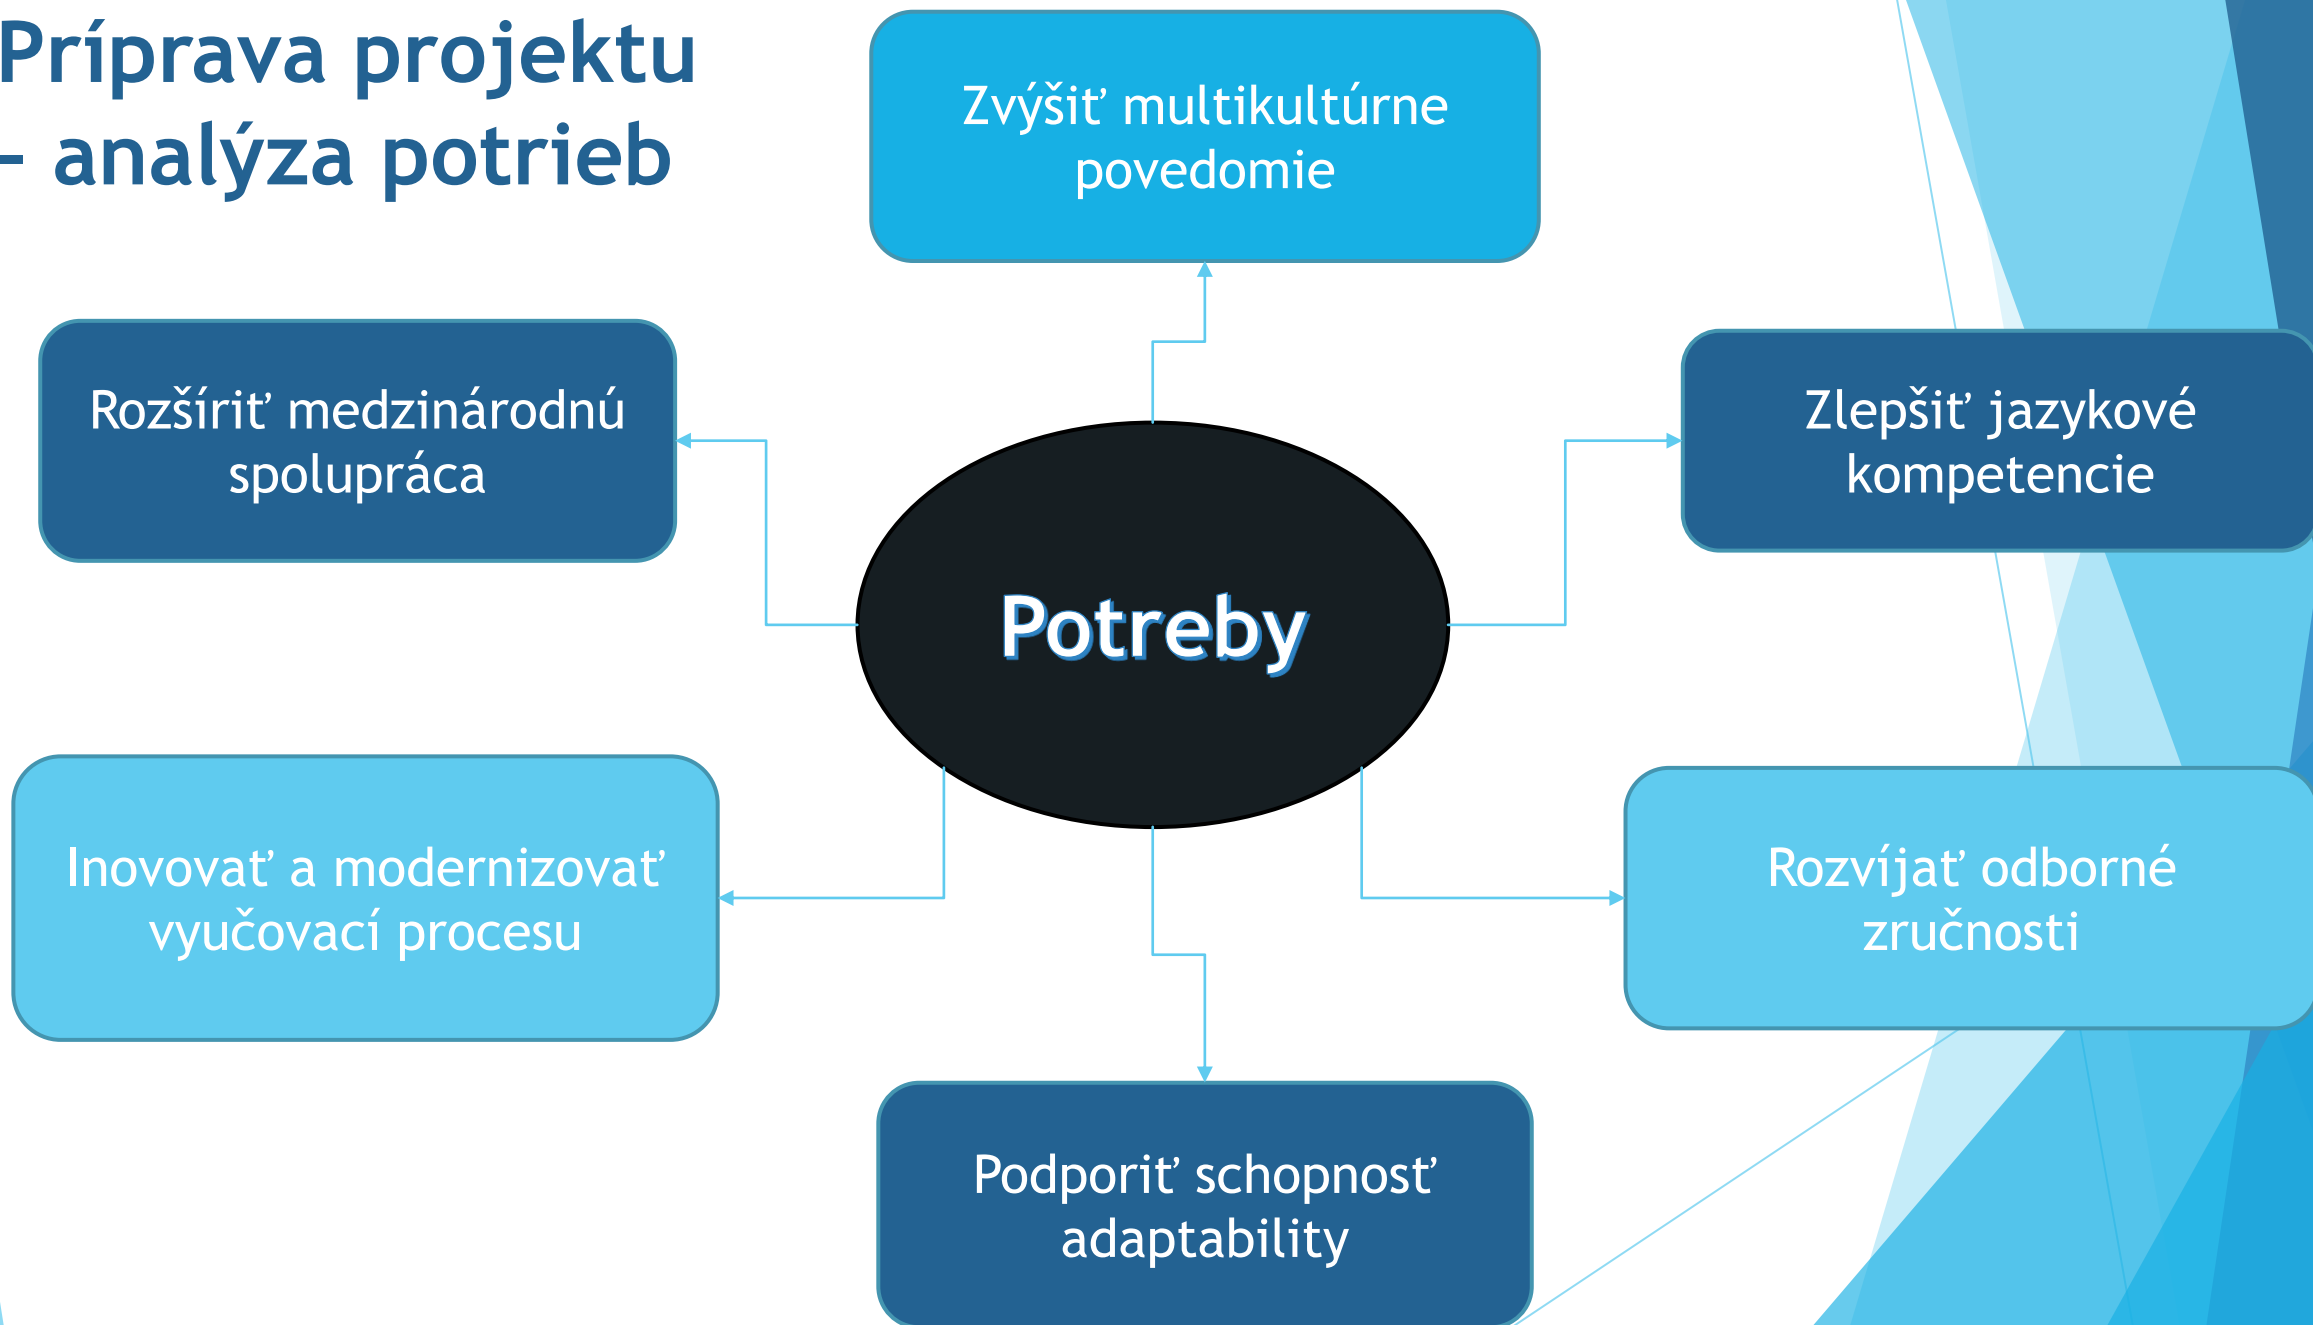 Príprava projektu
- analýza potrieb
Zvýšiť multikultúrne
povedomie
Rozšíriť medzinárodnú
spolupráca
Zlepšiť jazykové
kompetencie
Potreby
Inovovať a modernizovať
vyučovací procesu
Rozvíjať odborné
zručnosti
Podporiť schopnosť
adaptability